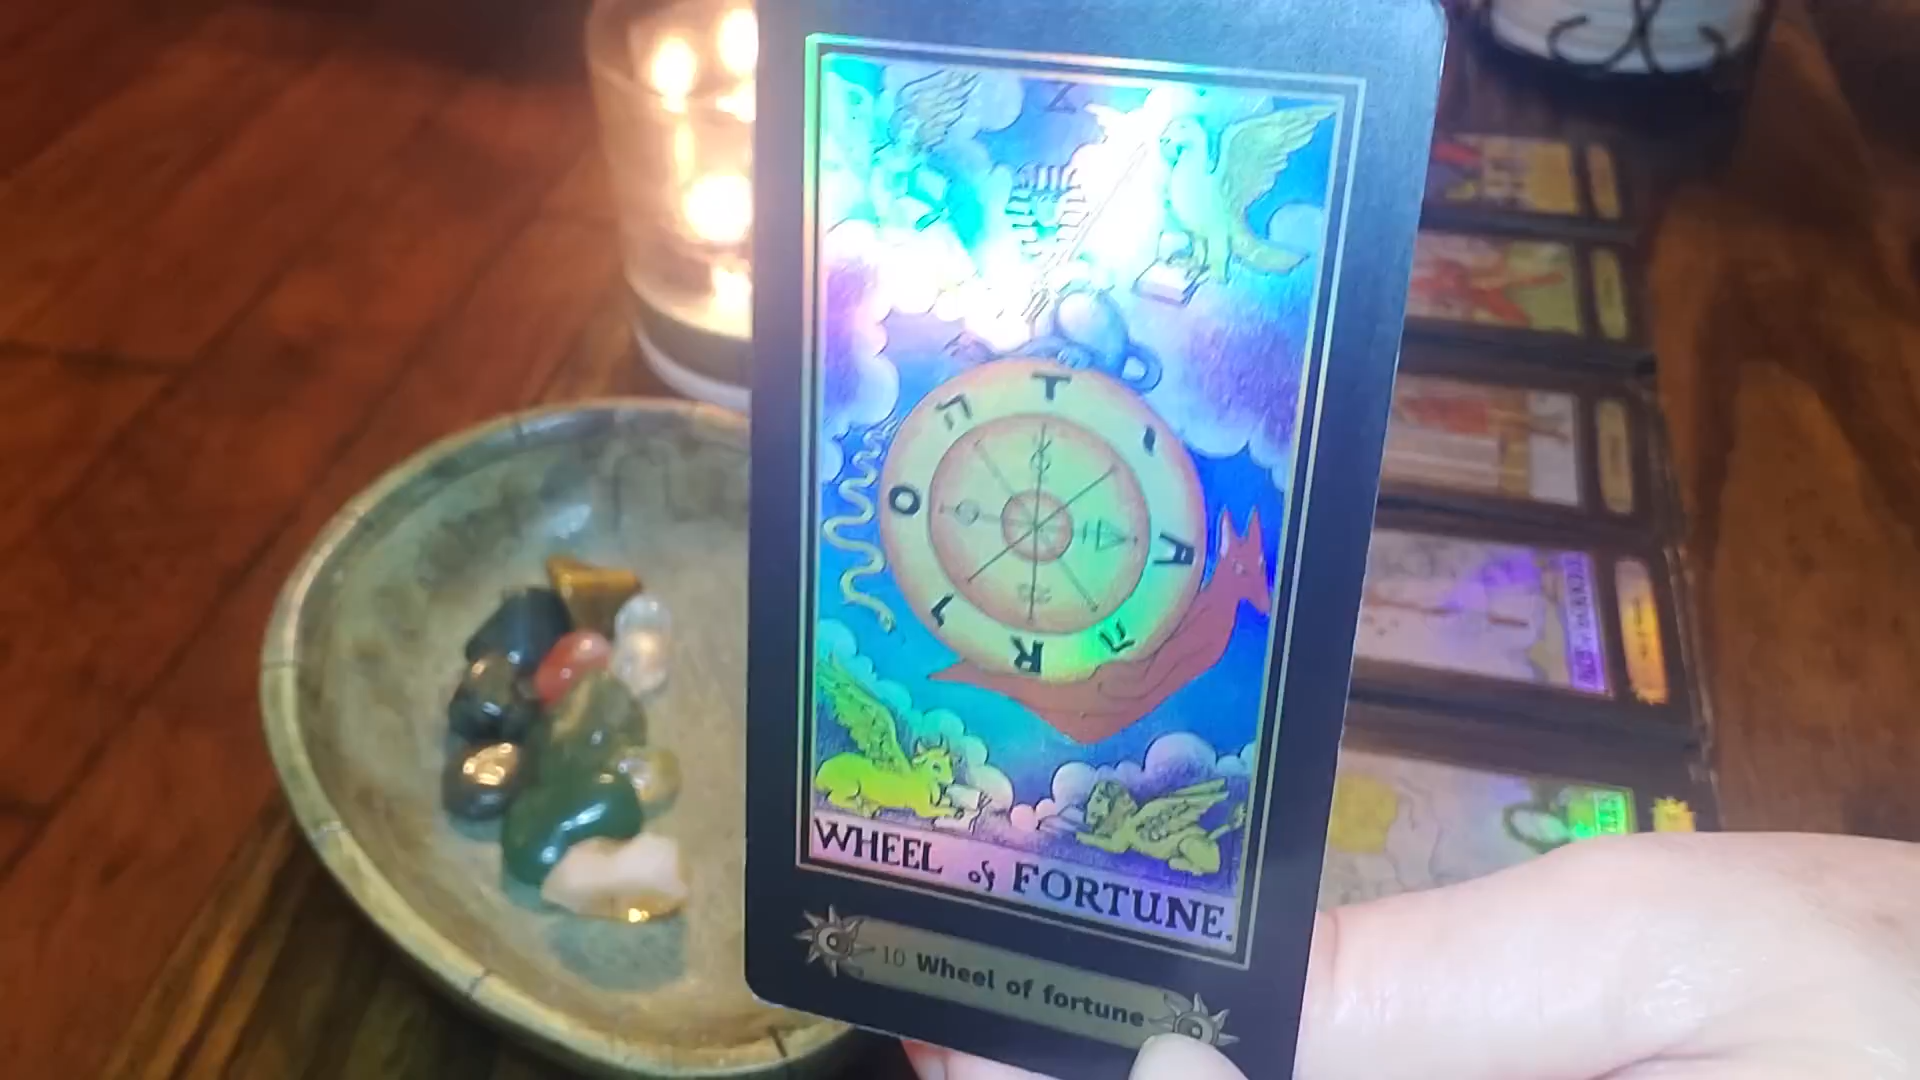 X
T
A
R
O
ה
י
ה
ו
WHEEL of FORTUNE.
10 Wheel of fortune